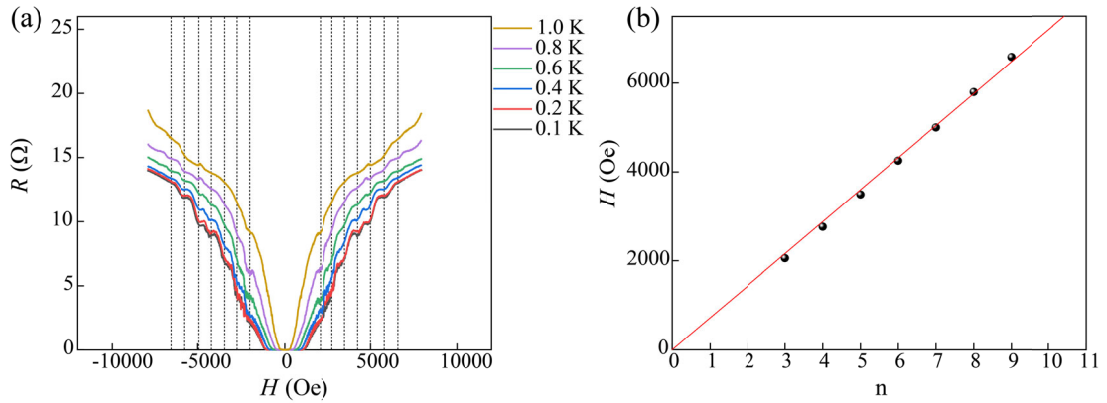 (a)
25
20
15
10
5
0
R (Ω)
-10000 -5000 0 5000 10000
H (Oe)
1.0 K
0.8 K
0.6 K
0.4 K
0.2 K
0.1 K
(b)
6000
4000
2000
0
H (Oe)
0 1 2 3 4 5 6 7 8 9 10 11
n